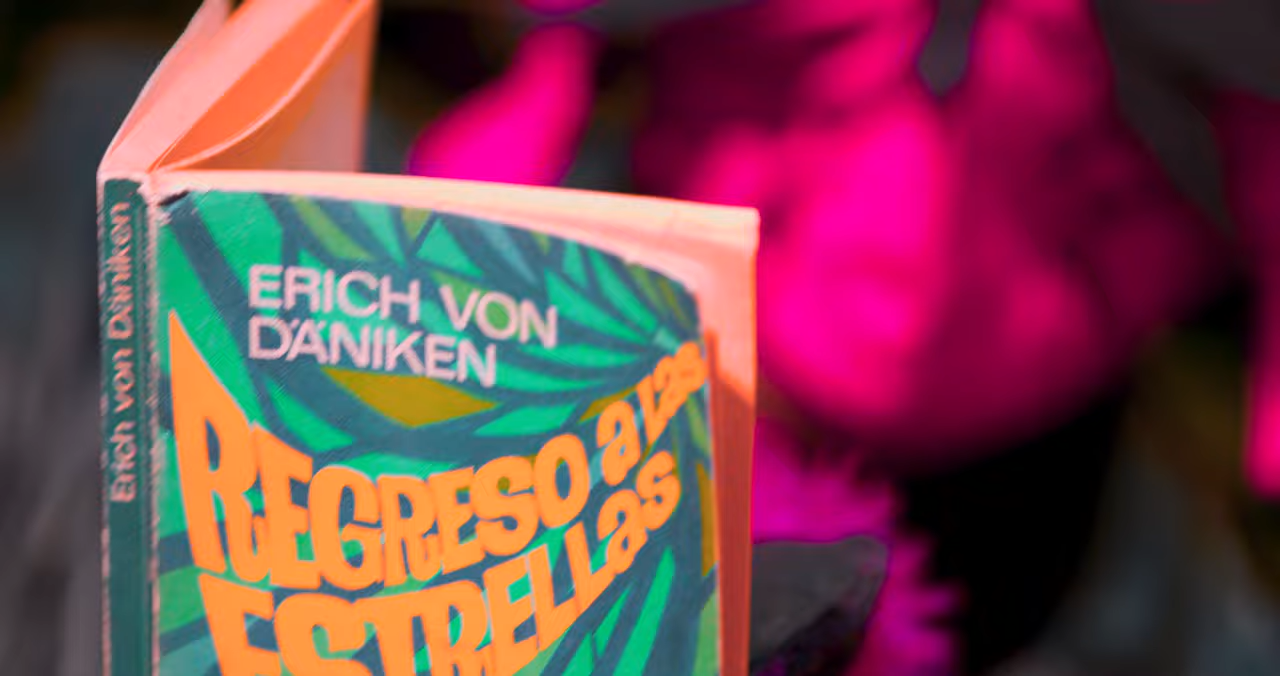 Erich von Däniken
ERICH VON
DÄNIKEN
REGRESO a las
ESTRELLas